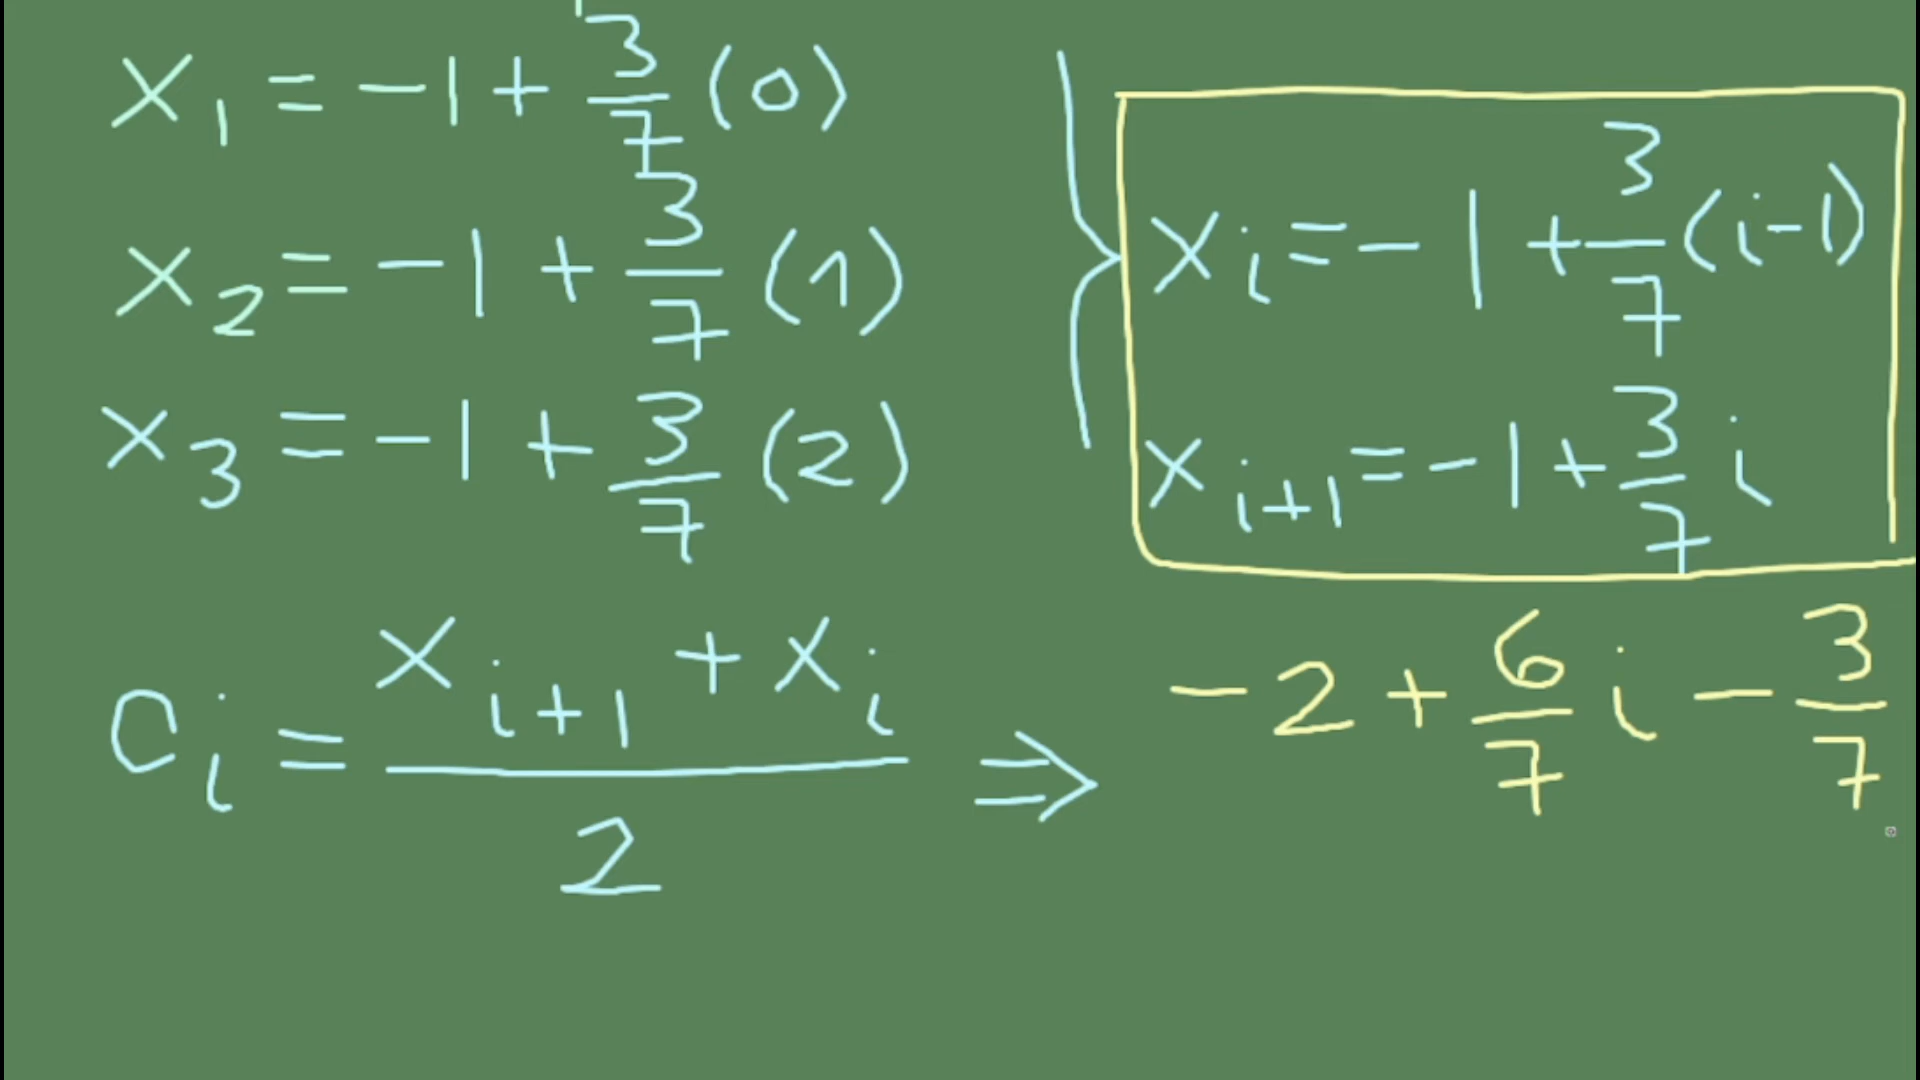 x₁ = -1 + 3/7 (0)
x₂ = -1 + 3/7 (1)
x₃ = -1 + 3/7 (2)
xᵢ = -1 + 3/7 (i-1)
xᵢ₊₁ = -1 + 3/7 i
cᵢ = (xᵢ₊₁ + xᵢ)/2 ⇒ -2 + 6/7 i - 3/7